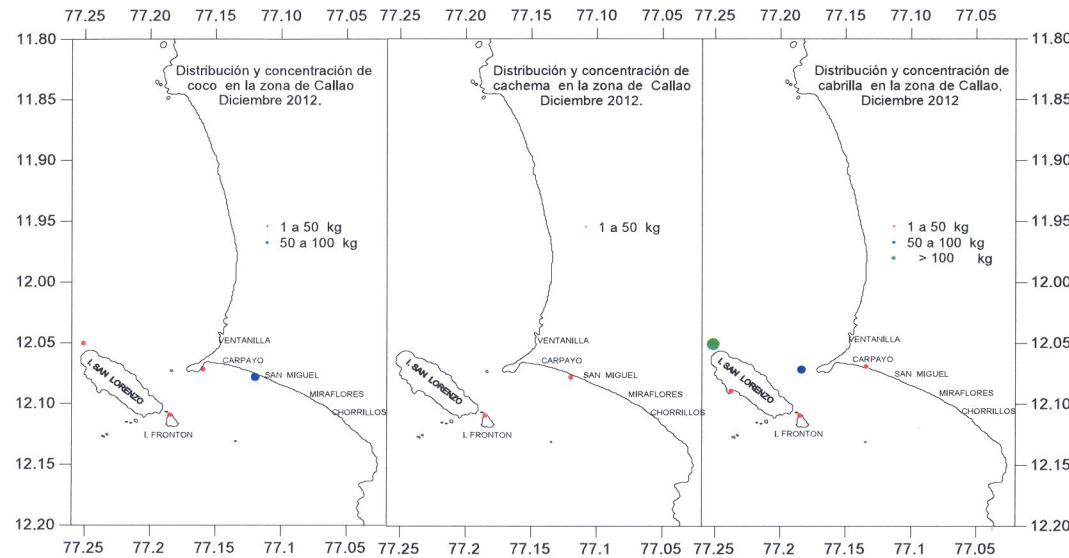 77.25 77.20 77.15 77.10 77.05 77.25 77.20 77.15 77.10 77.05 77.25 77.20 77.15 77.10 77.05
11.80
11.85
11.90
11.95
12.00
12.05
12.10
12.15
12.20
Distribución y concentración de
coco en la zona de Callao
Diciembre 2012.
1 a 50 kg
50 a 100 kg
VENTANILLA
CARPAYO
SAN MIGUEL
MIRAFLORES
CHORRILLOS
I. SAN LORENZO
I. FRONTON
Distribución y concentración de
cachema en la zona de Callao
Diciembre 2012.
1 a 50 kg
VENTANILLA
CARPAYO
SAN MIGUEL
MIRAFLORES
CHORRILLOS
I. SAN LORENZO
I. FRONTON
Distribución y concentración de
cabrilla en la zona de Callao,
Diciembre 2012
1 a 50 kg
50 a 100 kg
> 100 kg
VENTANILLA
CARPAYO
SAN MIGUEL
MIRAFLORES
CHORRILLOS
I. SAN LORENZO
I. FRONTON
11.80
11.85
11.90
11.95
12.00
12.05
12.10
12.15
12.20
77.25 77.2 77.15 77.10 77.05 77.25 77.2 77.15 77.10 77.05 77.25 77.2 77.15 77.10 77.05